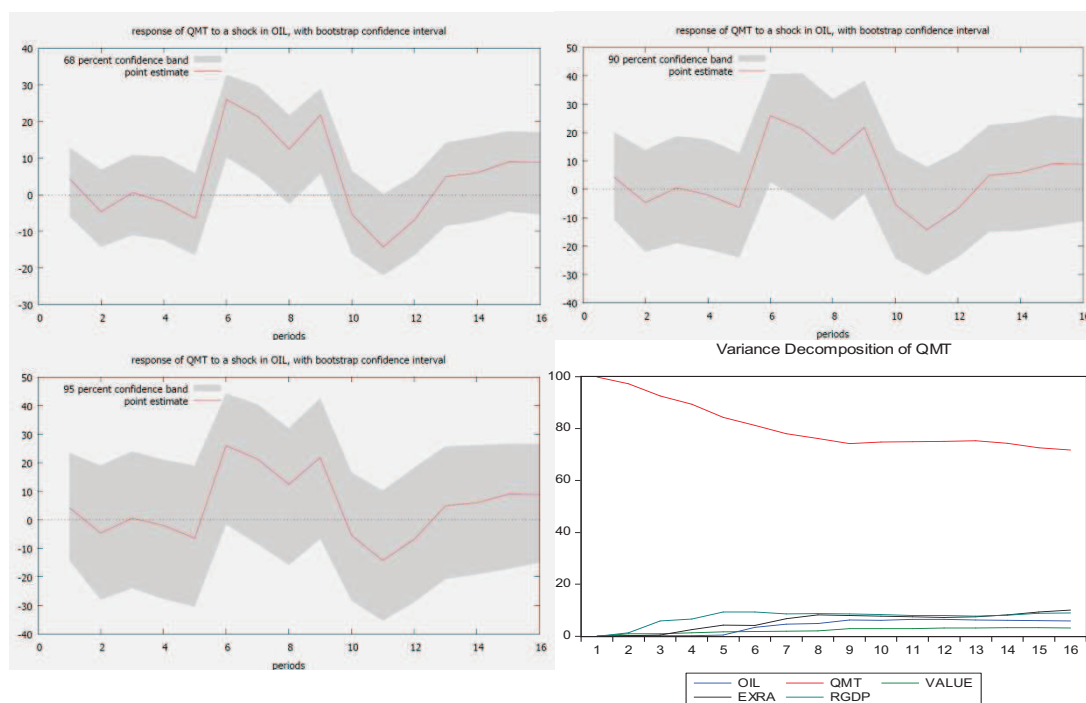 response of QMT to a shock in OIL, with bootstrap confidence interval
40
68 percent confidence band
point estimate
30
20
10
0
-10
-20
-30
0 2 4 6 8 10 12 14 16
periods
response of QMT to a shock in OIL, with bootstrap confidence interval
50
90 percent confidence band
point estimate
40
30
20
10
0
-10
-20
-30
-40
0 2 4 6 8 10 12 14 16
periods
response of QMT to a shock in OIL, with bootstrap confidence interval
50
95 percent confidence band
point estimate
40
30
20
10
0
-10
-20
-30
-40
0 2 4 6 8 10 12 14 16
periods
Variance Decomposition of QMT
100
80
60
40
20
0
1 2 3 4 5 6 7 8 9 10 11 12 13 14 15 16
OIL QMT VALUE
EXRA RGDP